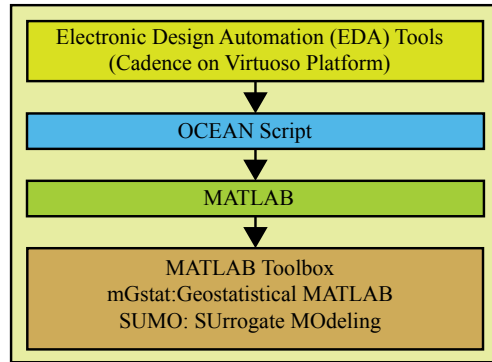 Electronic Design Automation (EDA) Tools
(Cadence on Virtuoso Platform)
OCEAN Script
MATLAB
MATLAB Toolbox
mGstat:Geostatistical MATLAB
SUMO: SUrrogate MOdeling